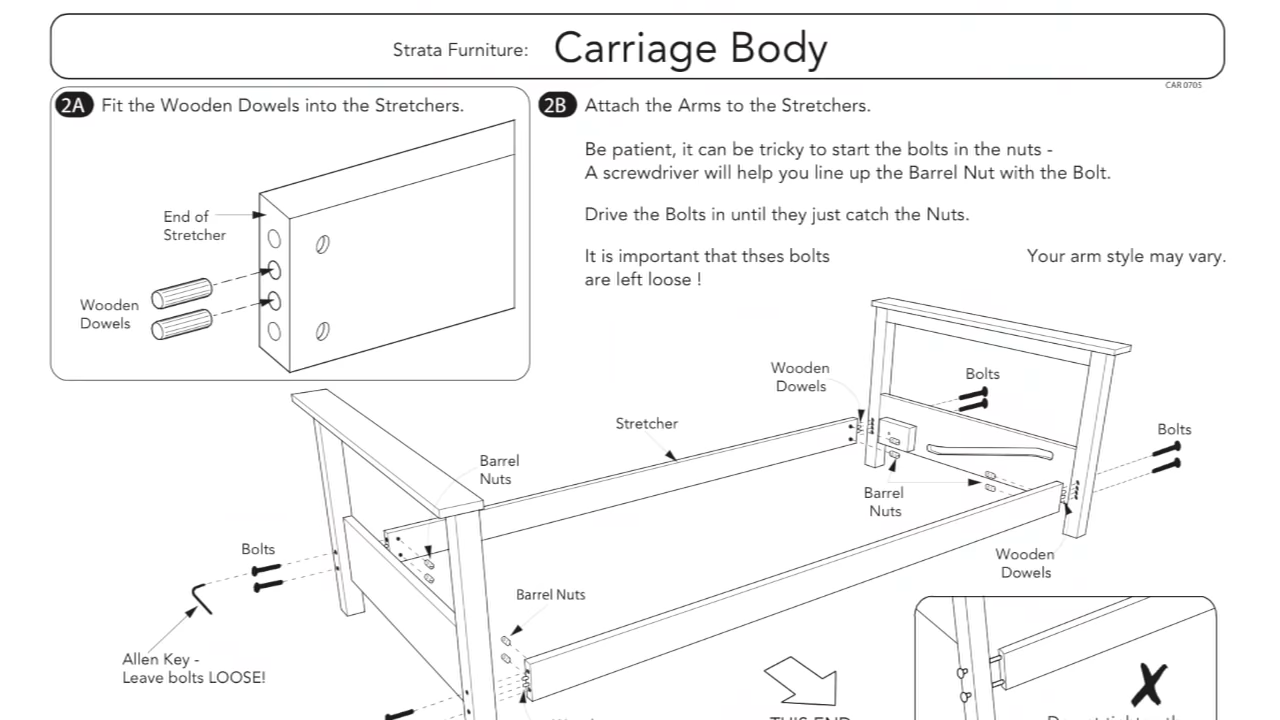 Strata Furniture: Carriage Body
CAR 0705
2A Fit the Wooden Dowels into the Stretchers.
End of
Stretcher
Wooden
Dowels
2B Attach the Arms to the Stretchers.
Be patient, it can be tricky to start the bolts in the nuts -
A screwdriver will help you line up the Barrel Nut with the Bolt.
Drive the Bolts in until they just catch the Nuts.
It is important that thses bolts
are left loose !
Your arm style may vary.
Wooden
Dowels
Bolts
Stretcher
Bolts
Barrel
Nuts
Barrel
Nuts
Bolts
Wooden
Dowels
Barrel Nuts
Allen Key -
Leave bolts LOOSE!
X
THIS END